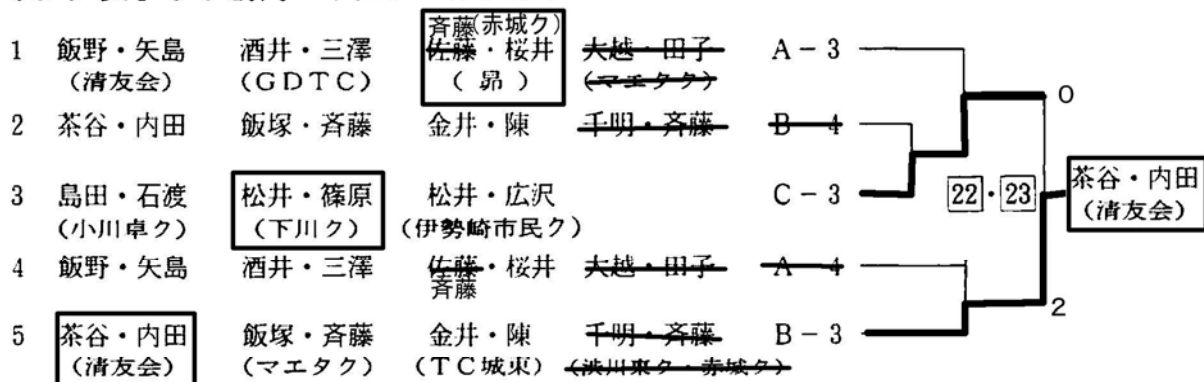 斉藤(赤城ク)
1 飯野・矢島 酒井・三澤 佐藤・桜井 大越・田子 A-3
(清友会) (GDTC) (昴) (マエタク)
0
2 茶谷・内田 飯塚・斉藤 金井・陳 千明・斉藤 B-4
3 島田・石渡 松井・篠原 松井・広沢 C-3 22・23 茶谷・内田
(小川卓ク) (下川ク) (伊勢崎市民ク) (清友会)
4 飯野・矢島 酒井・三澤 佐藤・桜井 大越・田子 A-4
斉藤
2
5 茶谷・内田 飯塚・斉藤 金井・陳 千明・斉藤 B-3
(清友会) (マエタク) (TC城東) (渋川東ク・赤城ク)